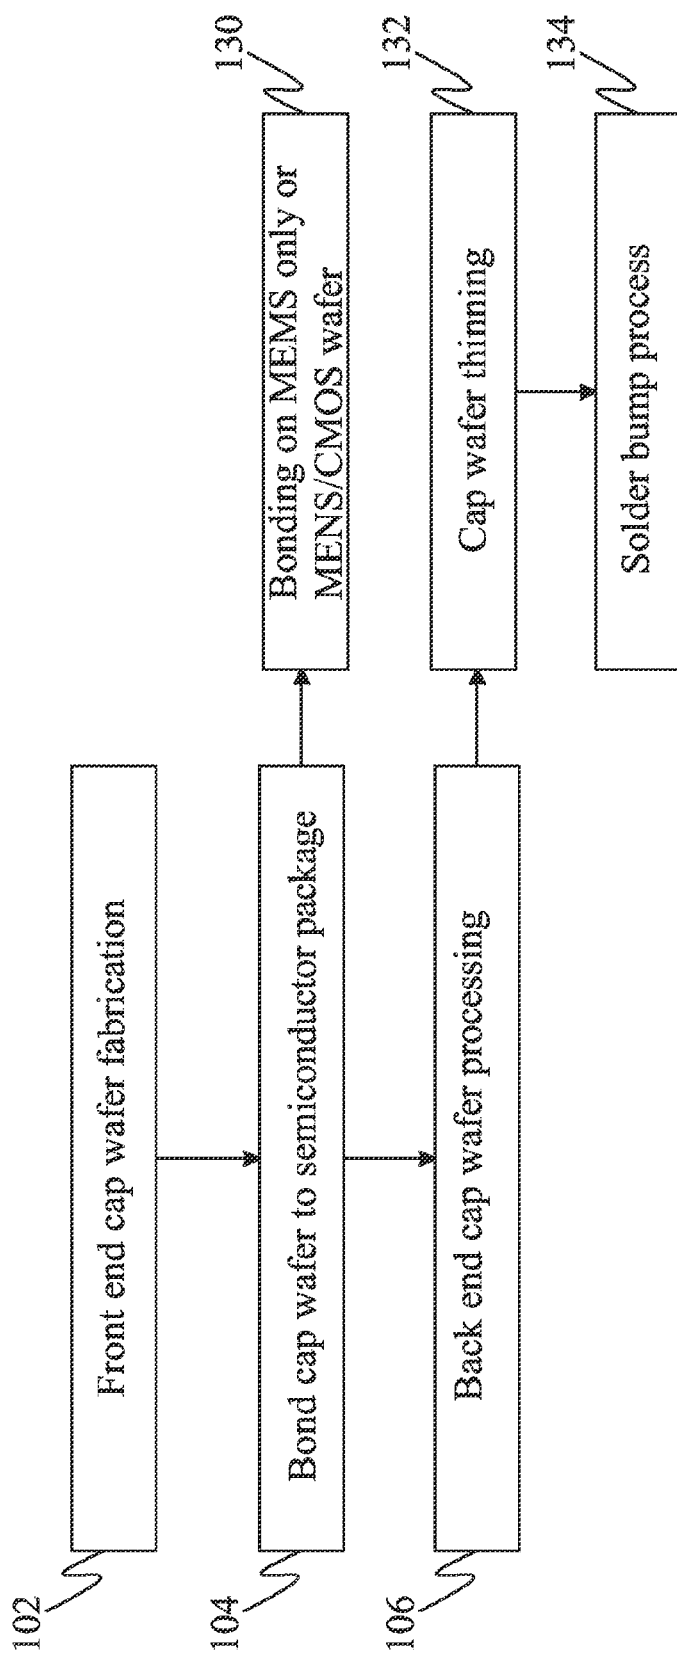 102
Front end cap wafer fabrication
104
Bond cap wafer to semiconductor package
130
Bonding on MEMS only or
MENS/CMOS wafer
106
Back end cap wafer processing
132
Cap wafer thinning
134
Solder bump process